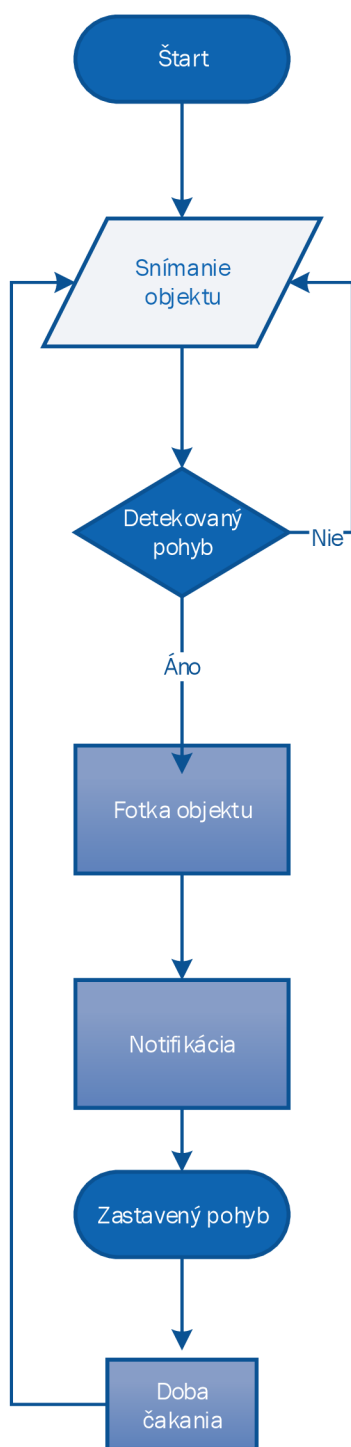 Štart
Snímanie
objektu
Detekovaný
pohyb
Nie
Áno
Fotka objektu
Notifikácia
Zastavený pohyb
Doba
čakania